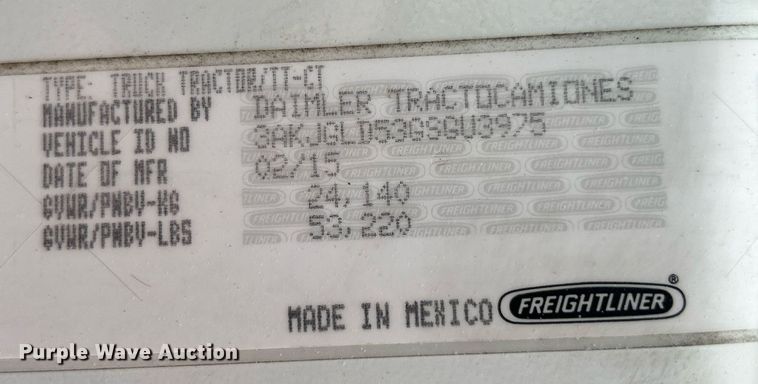 TYPE- TRUCK TRACTOR/TT-CT
MANUFACTURED BY DAIMLER TRACTOCAMIONES
VEHICLE ID NO 3AKJGLD53GSGU3975
DATE OF MFR 02/15
GVWR/PNBV-KG 24,140
GVWR/PNBV-LBS 53,220
MADE IN MEXICO FREIGHTLINER®
Purple Wave Auction